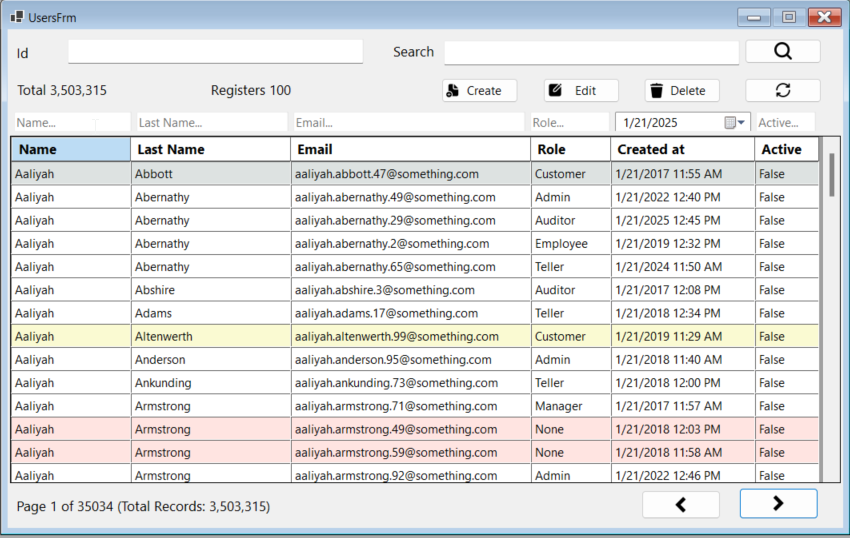 UsersFrm
Id Search
Total 3,503,315 Registers 100 Create Edit Delete
Name... Last Name... Email... Role... 1/21/2025 Active...
Name Last Name Email Role Created at Active
Aaliyah Abbott aaliyah.abbott.47@something.com Customer 1/21/2017 11:55 AM False
Aaliyah Abernathy aaliyah.abernathy.49@something.com Admin 1/21/2022 12:40 PM False
Aaliyah Abernathy aaliyah.abernathy.29@something.com Auditor 1/21/2025 12:45 PM False
Aaliyah Abernathy aaliyah.abernathy.2@something.com Employee 1/21/2019 12:32 PM False
Aaliyah Abernathy aaliyah.abernathy.65@something.com Teller 1/21/2024 11:50 AM False
Aaliyah Abshire aaliyah.abshire.3@something.com Auditor 1/21/2017 12:08 PM False
Aaliyah Adams aaliyah.adams.17@something.com Teller 1/21/2018 12:34 PM False
Aaliyah Altenwerth aaliyah.altenwerth.99@something.com Customer 1/21/2019 11:29 AM False
Aaliyah Anderson aaliyah.anderson.95@something.com Admin 1/21/2018 11:40 AM False
Aaliyah Ankunding aaliyah.ankunding.73@something.com Teller 1/21/2018 12:00 PM False
Aaliyah Armstrong aaliyah.armstrong.71@something.com Manager 1/21/2017 11:57 AM False
Aaliyah Armstrong aaliyah.armstrong.49@something.com None 1/21/2018 12:03 PM False
Aaliyah Armstrong aaliyah.armstrong.59@something.com None 1/21/2018 11:58 AM False
Aaliyah Armstrong aaliyah.armstrong.92@something.com Admin 1/21/2022 12:46 PM False
Page 1 of 35034 (Total Records: 3,503,315)